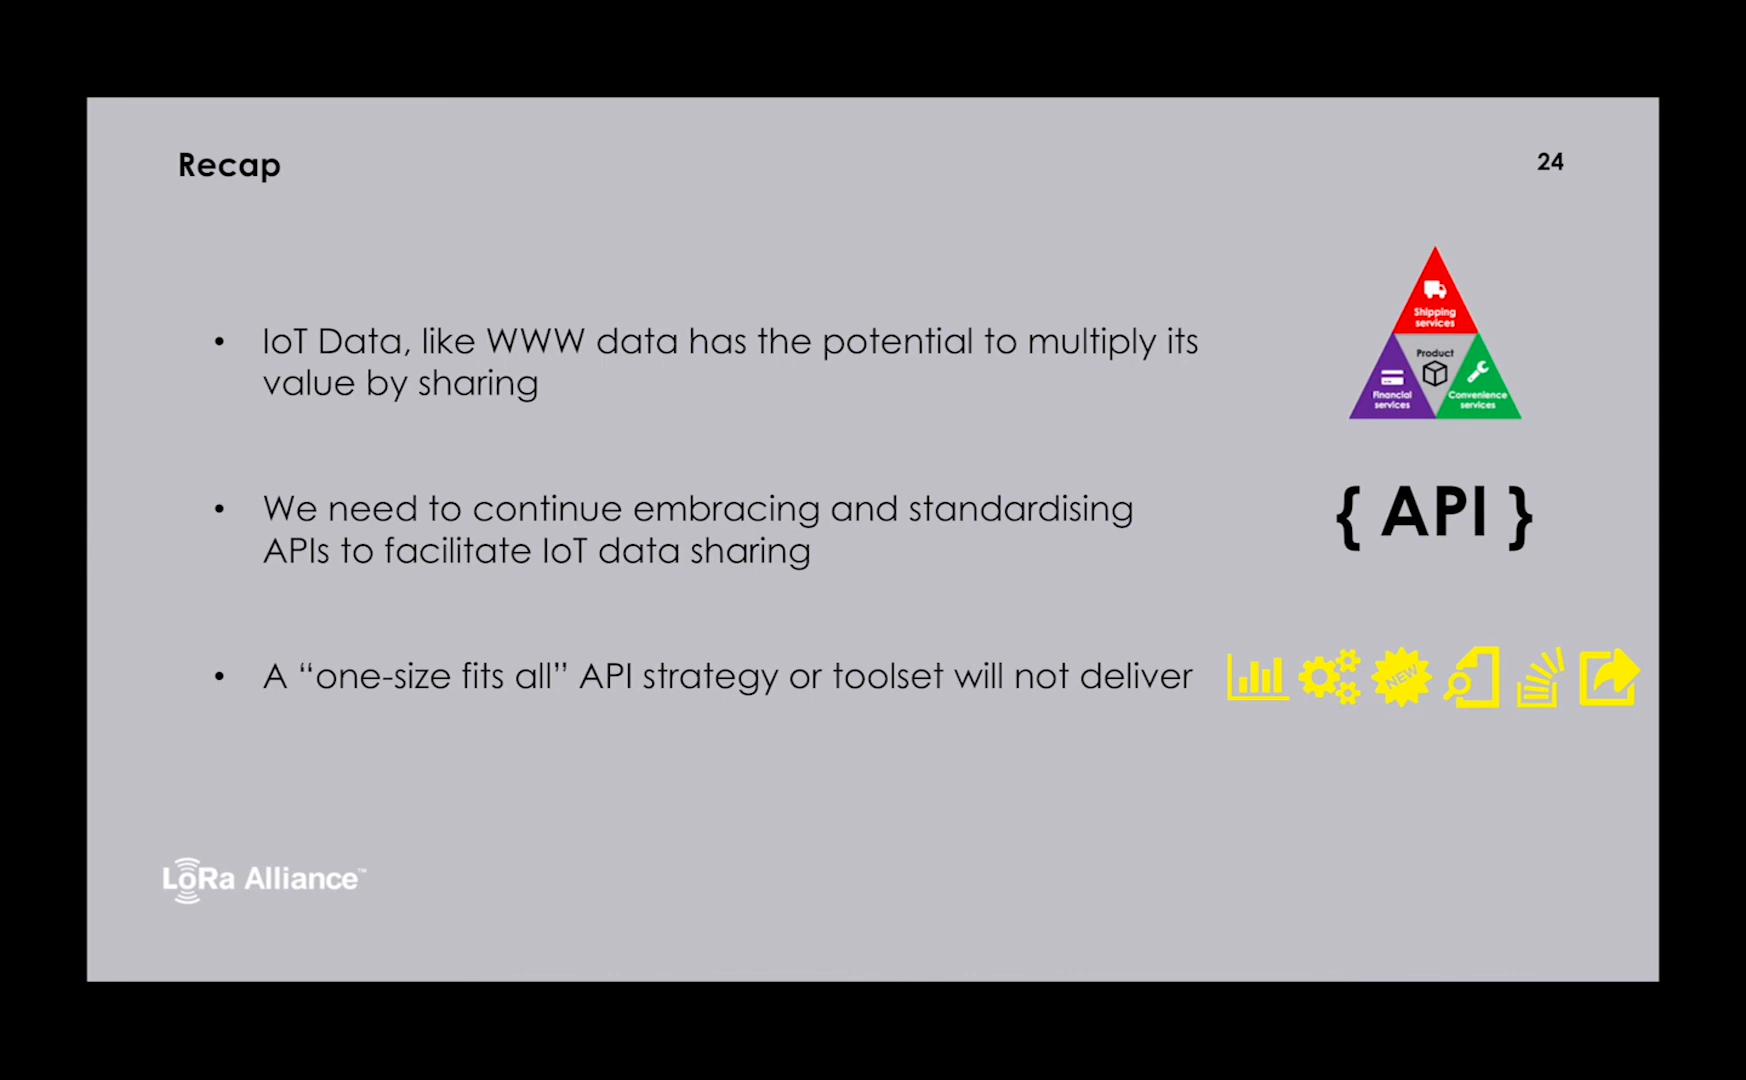 Recap
24
• IoT Data, like WWW data has the potential to multiply its
value by sharing
Shipping
services
Product
Financial
services
Convenience
services
• We need to continue embracing and standardising
APIs to facilitate IoT data sharing
{ API }
• A “one-size fits all” API strategy or toolset will not deliver
NEW
LoRa Alliance™